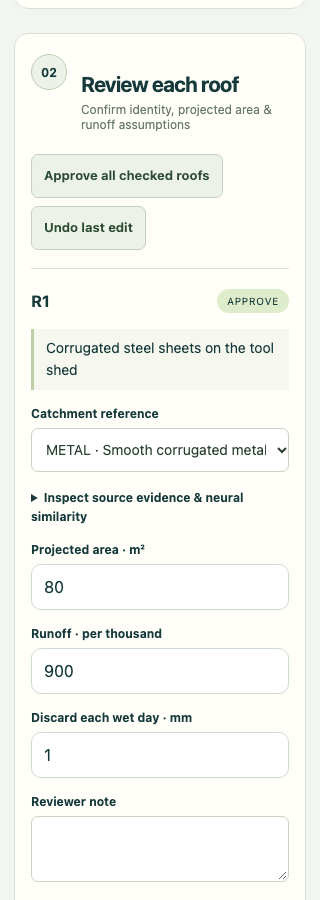 02
Review each roof
Confirm identity, projected area &
runoff assumptions
Approve all checked roofs
Undo last edit
R1
APPROVE
Corrugated steel sheets on the tool
shed
Catchment reference
METAL · Smooth corrugated metal
Inspect source evidence & neural
similarity
Projected area · m²
80
Runoff · per thousand
900
Discard each wet day · mm
1
Reviewer note